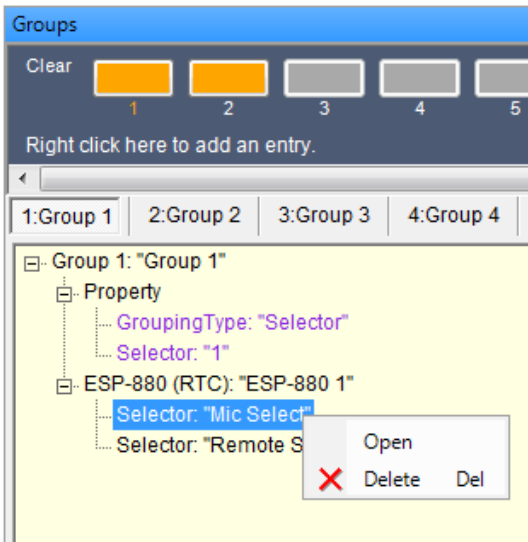 Groups
Clear
1 2 3 4 5
Right click here to add an entry.
1:Group 1 2:Group 2 3:Group 3 4:Group 4
Group 1: "Group 1"
Property
GroupingType: "Selector"
Selector: "1"
ESP-880 (RTC): "ESP-880 1"
Selector: "Mic Select"
Selector: "Remote S
Open
Delete Del